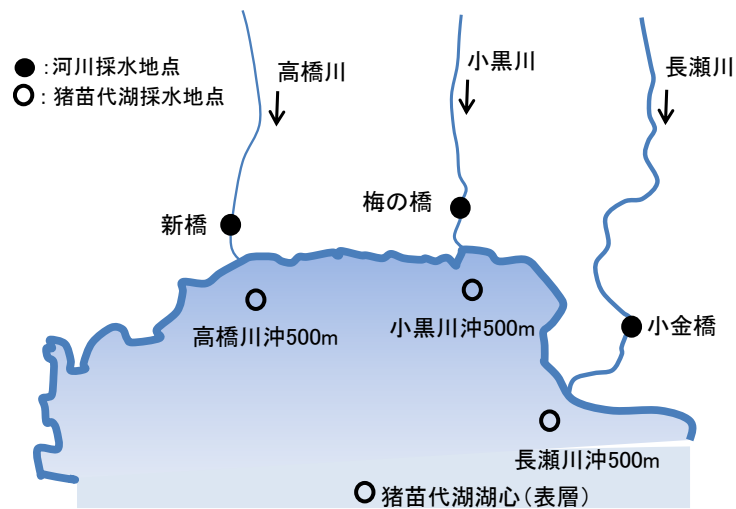 ●：河川採水地点
○：猪苗代湖採水地点
高橋川
小黒川
長瀬川
新橋
梅の橋
小金橋
高橋川沖500m
小黒川沖500m
長瀬川沖500m
猪苗代湖湖心（表層）